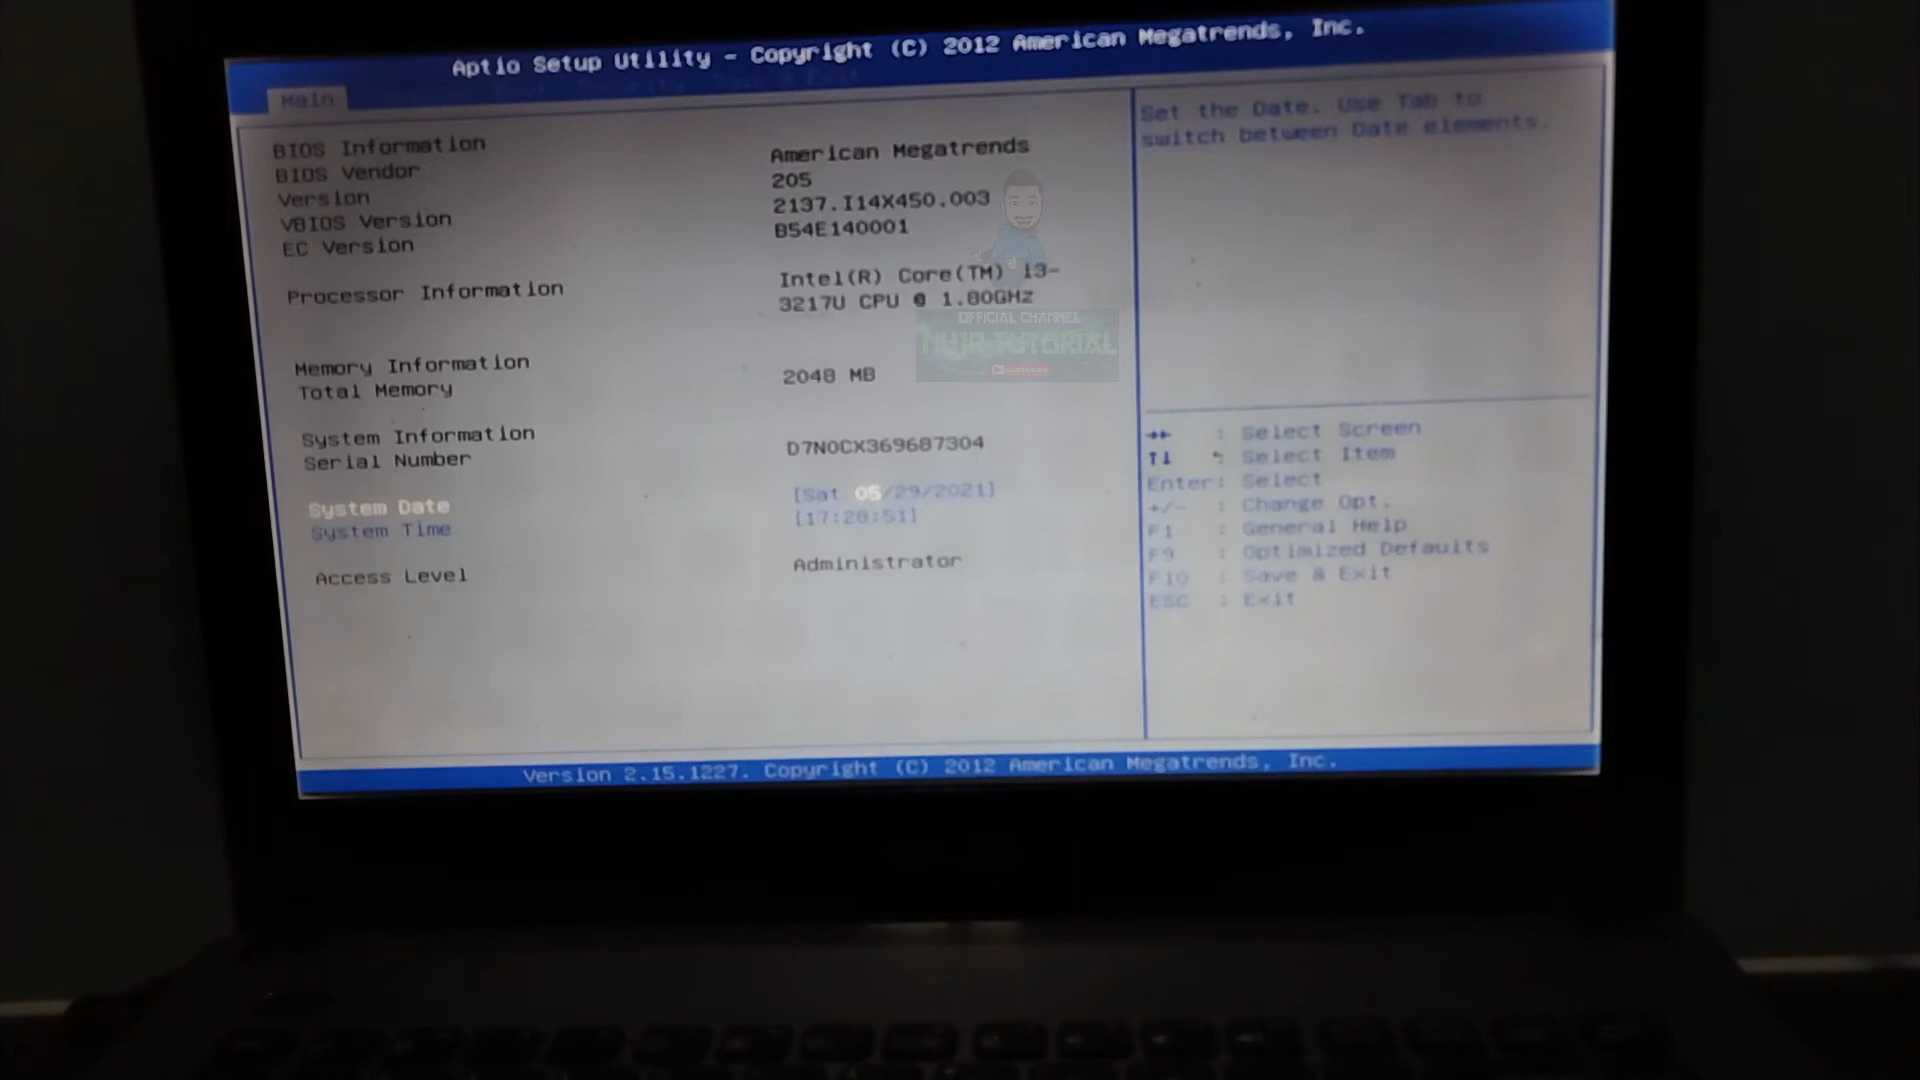 Aptio Setup Utility - Copyright (C) 2012 American Megatrends, Inc.
Main
BIOS Information
BIOS Vendor American Megatrends
Version 205
VBIOS Version 2137.I14X450.003
EC Version B54E140001
Processor Information Intel(R) Core(TM) i3-
3217U CPU @ 1.80GHz
Memory Information
Total Memory 2048 MB
System Information
Serial Number D7N0CX369687304
System Date [Sat 05/29/2021]
System Time [17:28:51]
Access Level Administrator
Set the Date. Use Tab to
switch between Date elements.
→← : Select Screen
↑↓ : Select Item
Enter: Select
+/- : Change Opt.
F1 : General Help
F9 : Optimized Defaults
F10 : Save & Exit
ESC : Exit
OFFICIAL CHANNEL
TUTORIAL
SUBSCRIBE
Version 2.15.1227. Copyright (C) 2012 American Megatrends, Inc.